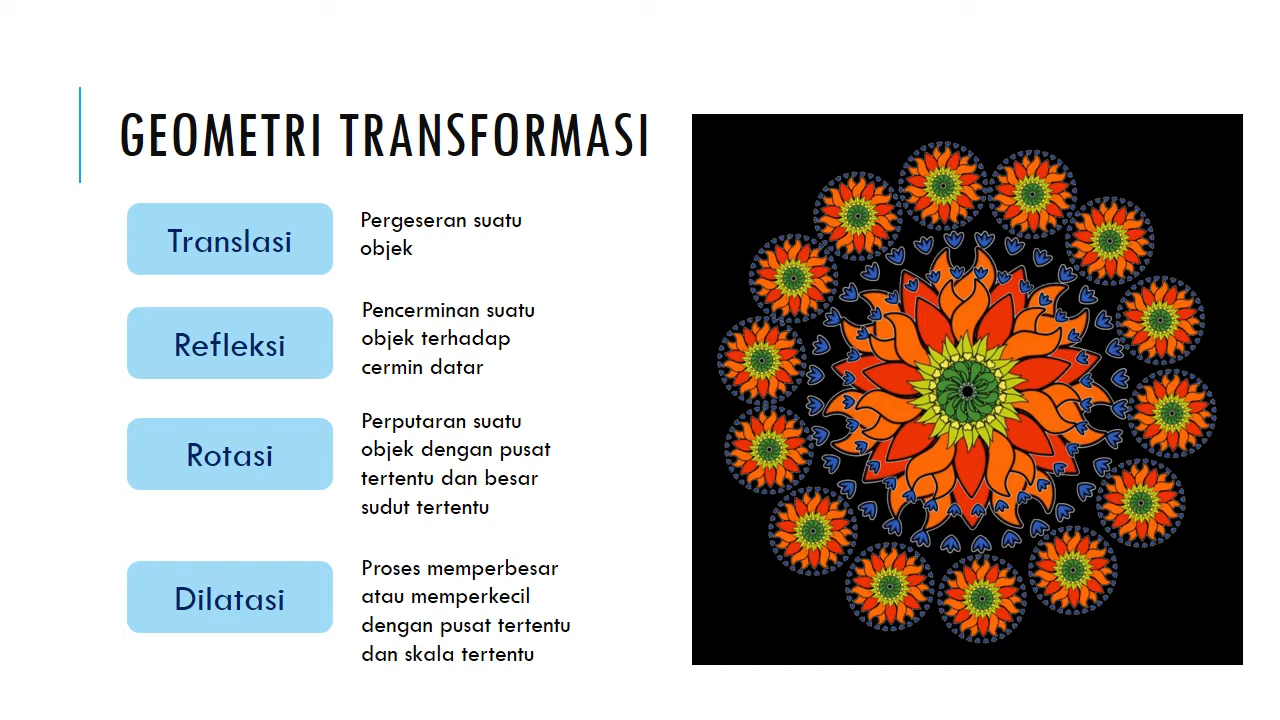 GEOMETRI TRANSFORMASI
Translasi
Pergeseran suatu
objek
Refleksi
Pencerminan suatu
objek terhadap
cermin datar
Rotasi
Perputaran suatu
objek dengan pusat
tertentu dan besar
sudut tertentu
Dilatasi
Proses memperbesar
atau memperkecil
dengan pusat tertentu
dan skala tertentu